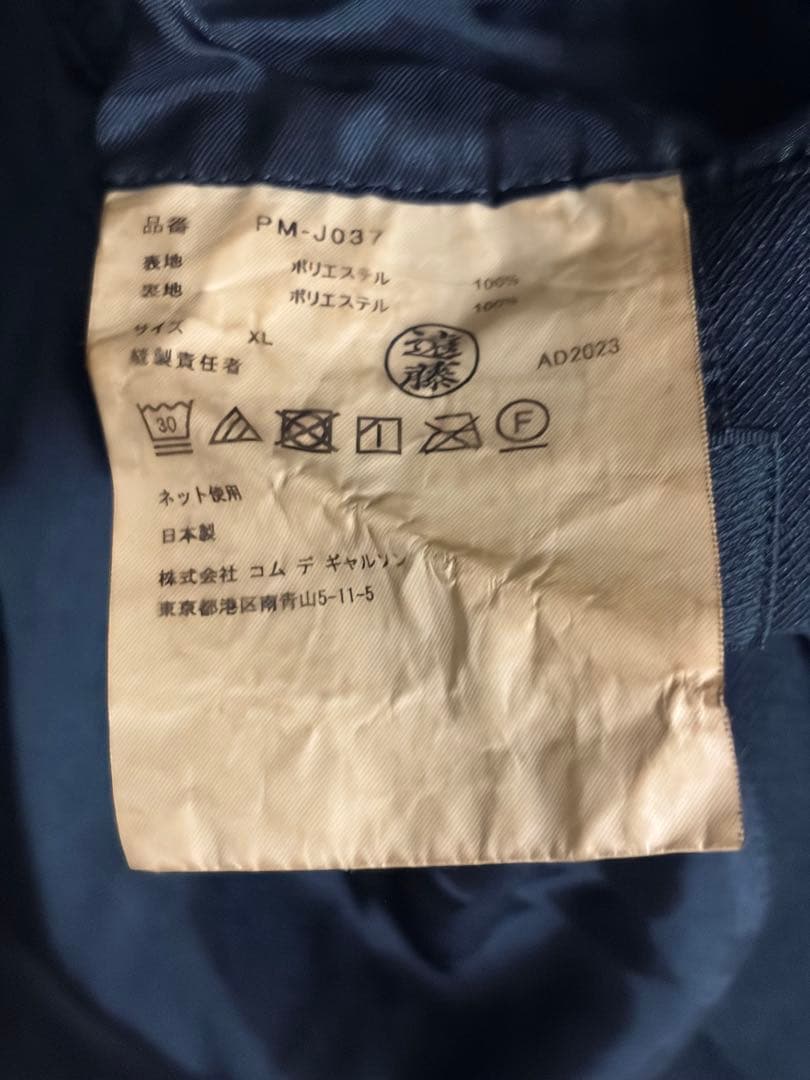 品番 PM-J037
表地 ポリエステル 100%
裏地 ポリエステル 100%
サイズ XL
縫製責任者 遠藤 AD2023
30 F
ネット使用
日本製
株式会社 コム デ ギャルソン
東京都港区南青山5-11-5